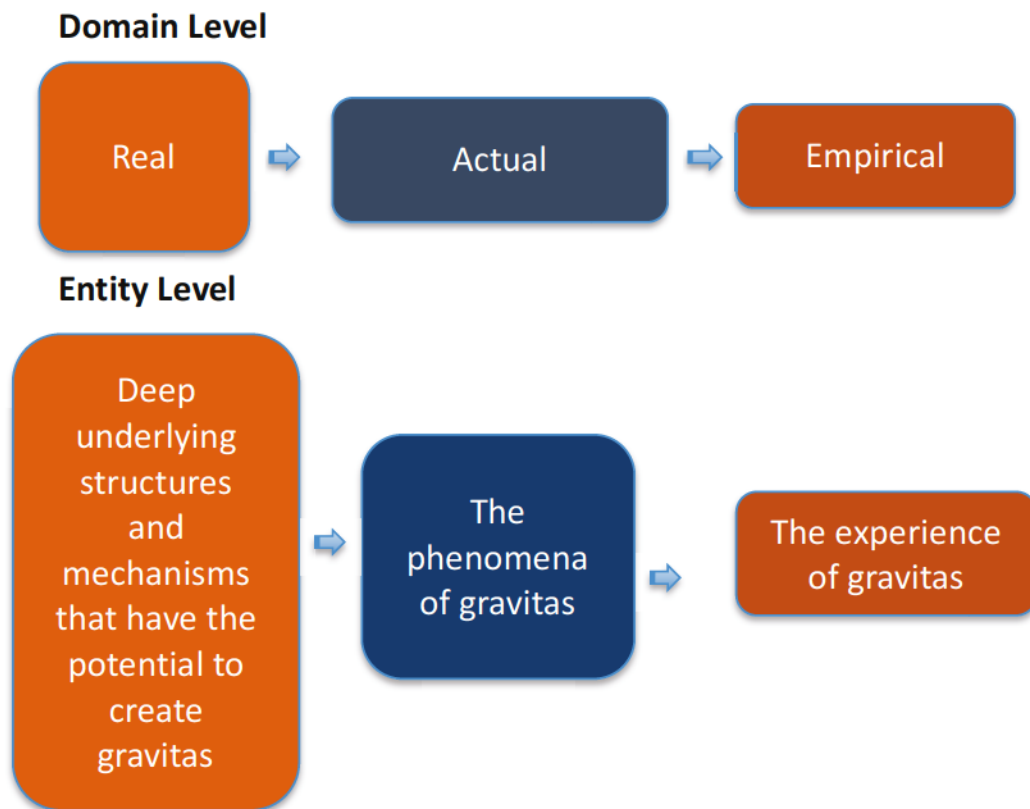 Domain Level
Real
Actual
Empirical
Entity Level
Deep
underlying
structures
and
mechanisms
that have the
potential to
create
gravitas
The
phenomena
of gravitas
The experience
of gravitas